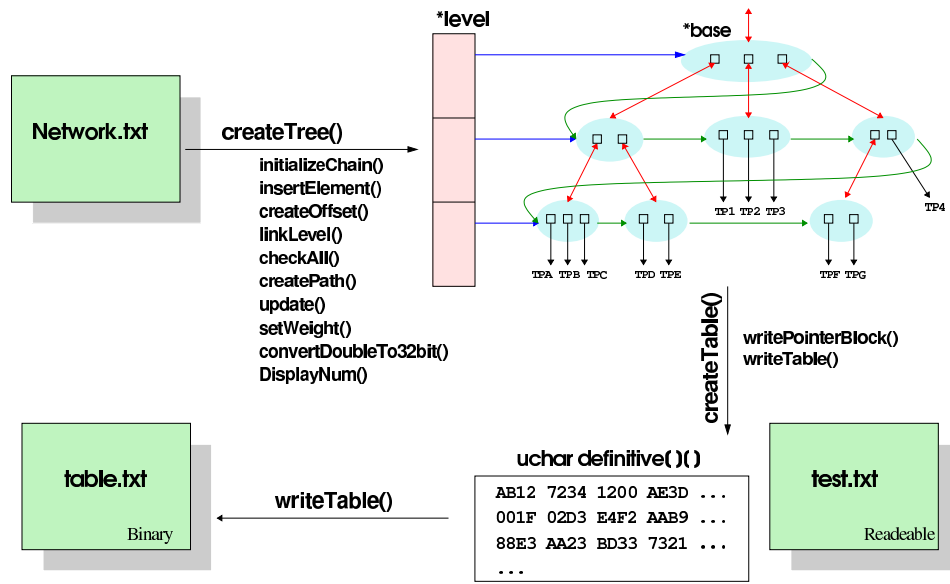 *level
*base
Network.txt
createTree()
initializeChain()
insertElement()
createOffset()
linkLevel()
checkAll()
createPath()
update()
setWeight()
convertDoubleTo32bit()
DisplayNum()
TP1 TP2 TP3
TP4
TPA TPB TPC
TPD TPE
TPF TPG
createTable()
writePointerBlock()
writeTable()
uchar definitive()()
AB12 7234 1200 AE3D ...
001F 02D3 E4F2 AAB9 ...
88E3 AA23 BD33 7321 ...
...
writeTable()
table.txt
Binary
test.txt
Readeable